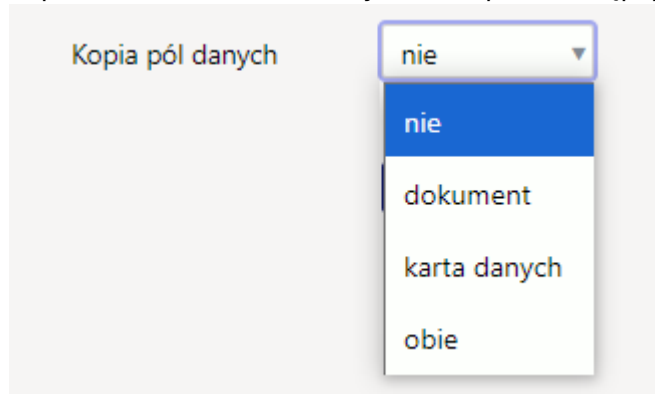 Kopia pól danych nie
nie
dokument
karta danych
obie